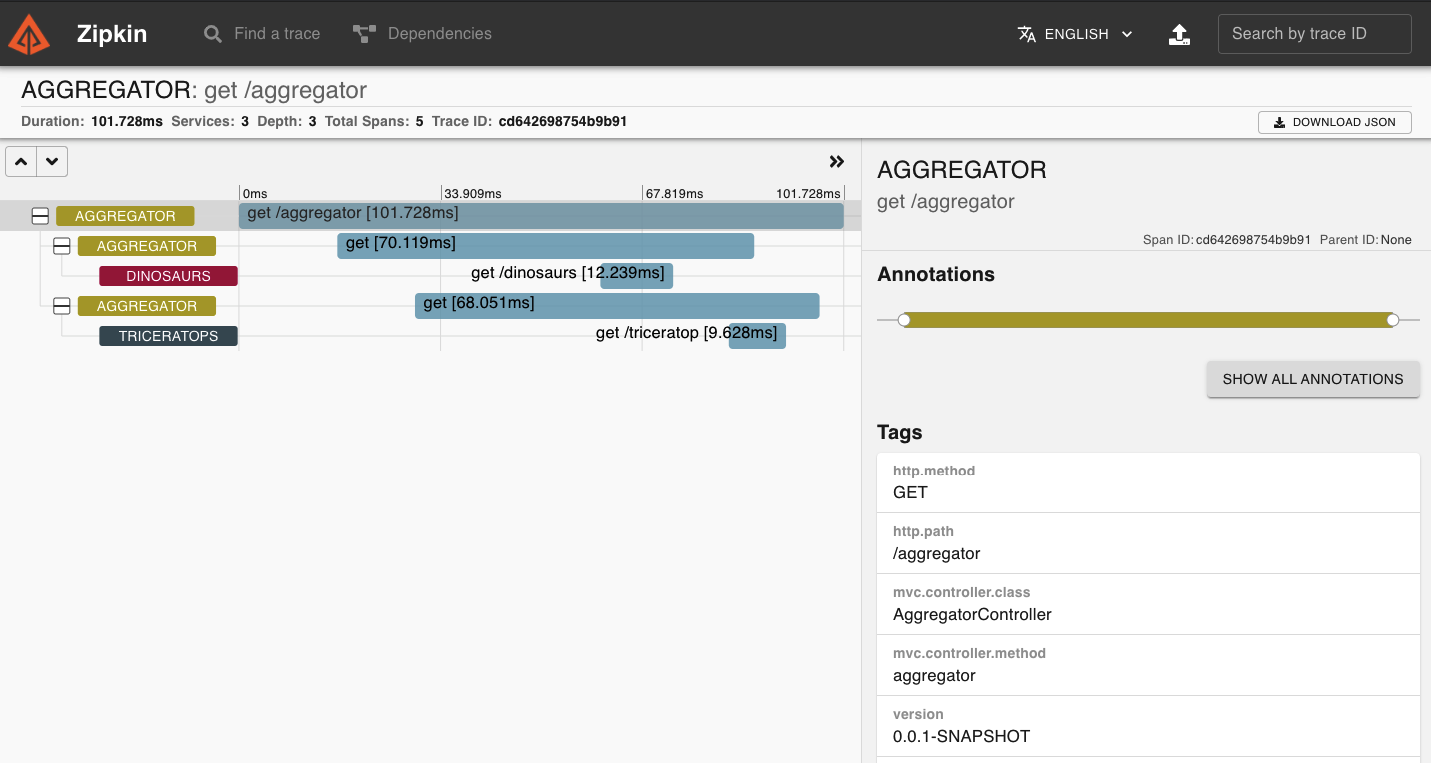 Zipkin Find a trace Dependencies ENGLISH Search by trace ID
AGGREGATOR: get /aggregator
Duration: 101.728ms Services: 3 Depth: 3 Total Spans: 5 Trace ID: cd642698754b9b91 DOWNLOAD JSON
0ms 33.909ms 67.819ms 101.728ms
AGGREGATOR get /aggregator [101.728ms]
AGGREGATOR get [70.119ms]
DINOSAURS get /dinosaurs [12.239ms]
AGGREGATOR get [68.051ms]
TRICERATOPS get /triceratop [9.628ms]
AGGREGATOR
get /aggregator
Span ID: cd642698754b9b91 Parent ID: None
Annotations
SHOW ALL ANNOTATIONS
Tags
http.method
GET
http.path
/aggregator
mvc.controller.class
AggregatorController
mvc.controller.method
aggregator
version
0.0.1-SNAPSHOT